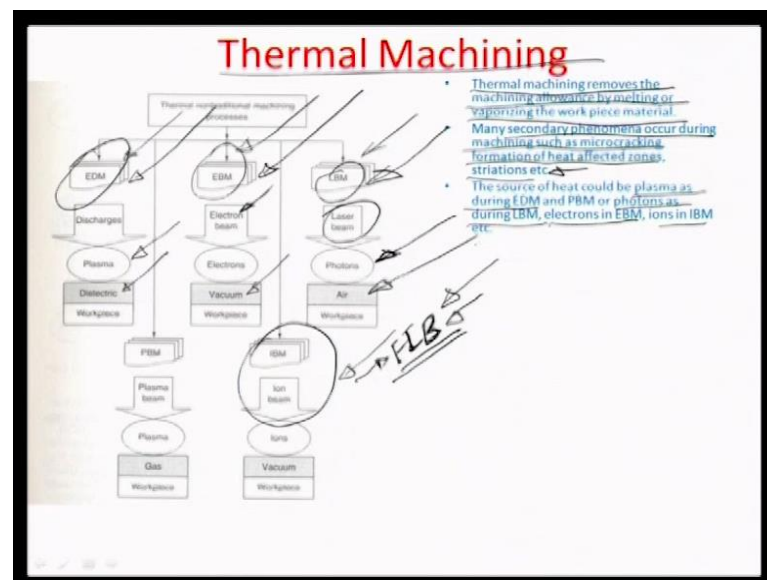 Thermal Machining
Thermal nontraditional machining
processes
EDM
EBM
LBM
Discharges
Electron
beam
Laser
beam
Plasma
Electrons
Photons
Dielectric
Vacuum
Air
Workpiece
Workpiece
Workpiece
PBM
IBM
Plasma
beam
Ion
beam
Plasma
Ions
Gas
Vacuum
Workpiece
Workpiece
FIB
• Thermal machining removes the
machining allowance by melting or
vaporizing the work piece material.
• Many secondary phenomena occur during
machining such as microcracking
formation of heat affected zones,
striations etc.
• The source of heat could be plasma as
during EDM and PBM or photons as
during LBM, electrons in EBM, ions in IBM
etc.